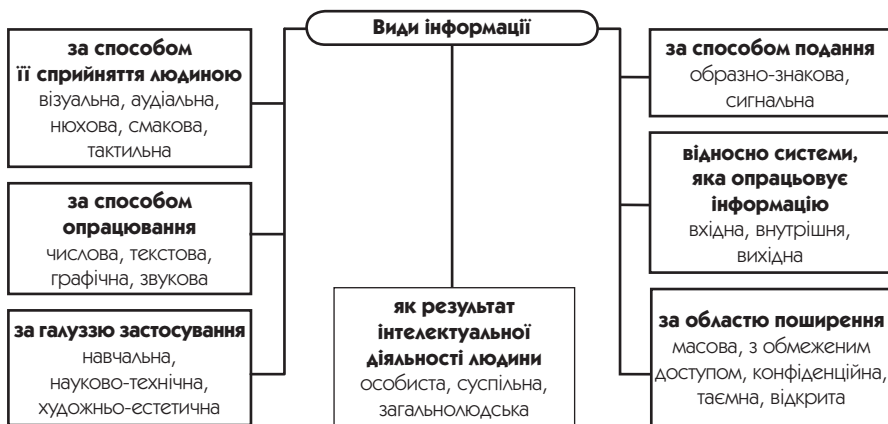 Види інформації
за способом
її сприйняття людиною
візуальна, аудіальна,
нюхова, смакова,
тактильна
за способом
опрацювання
числова, текстова,
графічна, звукова
за галуззю застосування
навчальна,
науково-технічна,
художньо-естетична
як результат
інтелектуальної
діяльності людини
особиста, суспільна,
загальнолюдська
за способом подання
образно-знакова,
сигнальна
відносно системи,
яка опрацьовує
інформацію
вхідна, внутрішня,
вихідна
за областю поширення
масова, з обмеженим
доступом, конфіденційна,
таємна, відкрита